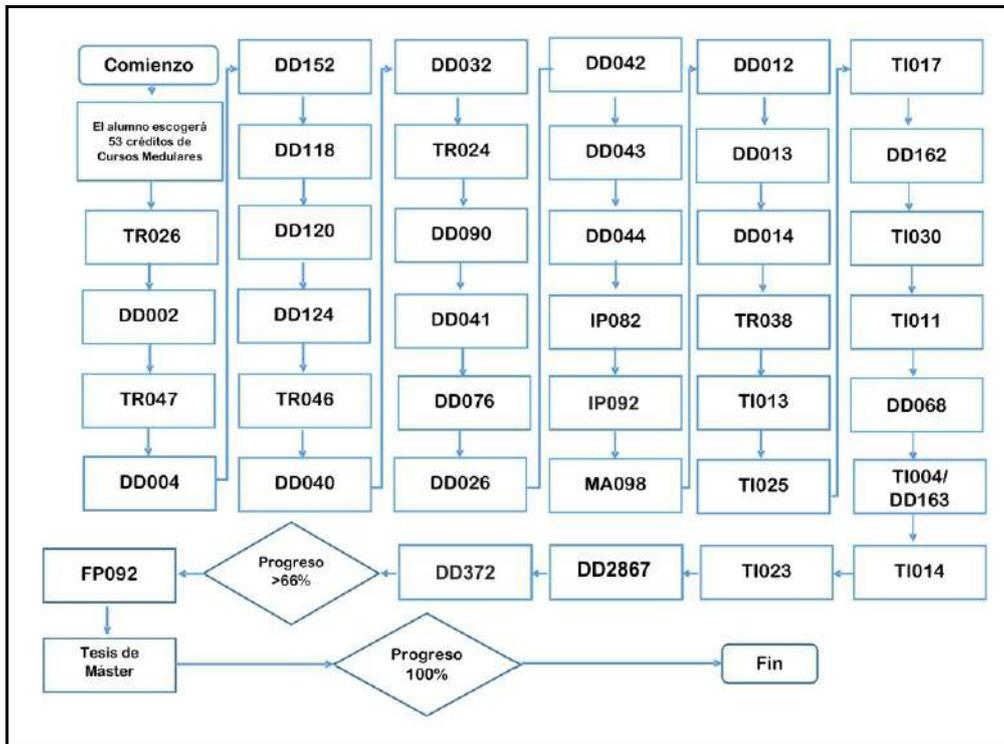 Comienzo
El alumno escogerá
53 créditos de
Cursos Medulares
TR026
DD002
TR047
DD004
DD152
DD118
DD120
DD124
TR046
DD040
DD032
TR024
DD090
DD041
DD076
DD026
DD042
DD043
DD044
IP082
IP092
MA098
DD012
DD013
DD014
TR038
TI013
TI025
TI017
DD162
TI030
TI011
DD068
TI004/
DD163
TI014
TI023
DD2867
DD372
Progreso
>66%
FP092
Tesis de
Máster
Progreso
100%
Fin